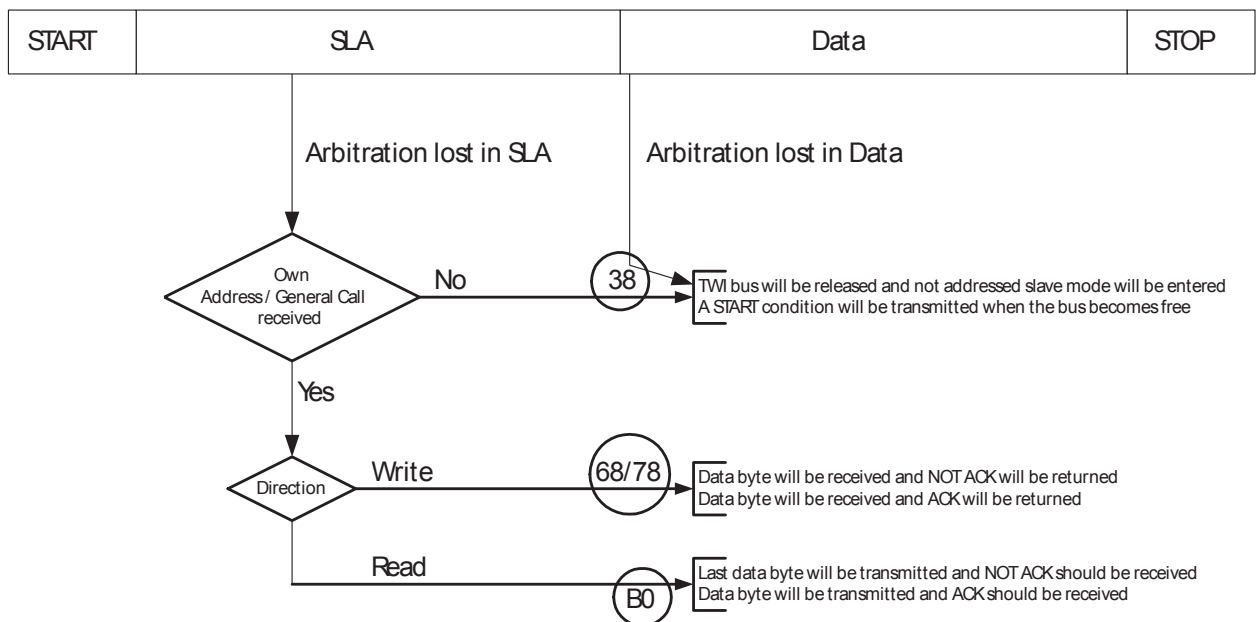 START SLA Data STOP
Arbitration lost in SLA Arbitration lost in Data
Own
Address / General Call
received
No
38
TWI bus will be released and not addressed slave mode will be entered
A START condition will be transmitted when the bus becomes free
Yes
Direction
Write
68/78
Data byte will be received and NOT ACK will be returned
Data byte will be received and ACK will be returned
Read
B0
Last data byte will be transmitted and NOT ACK should be received
Data byte will be transmitted and ACK should be received